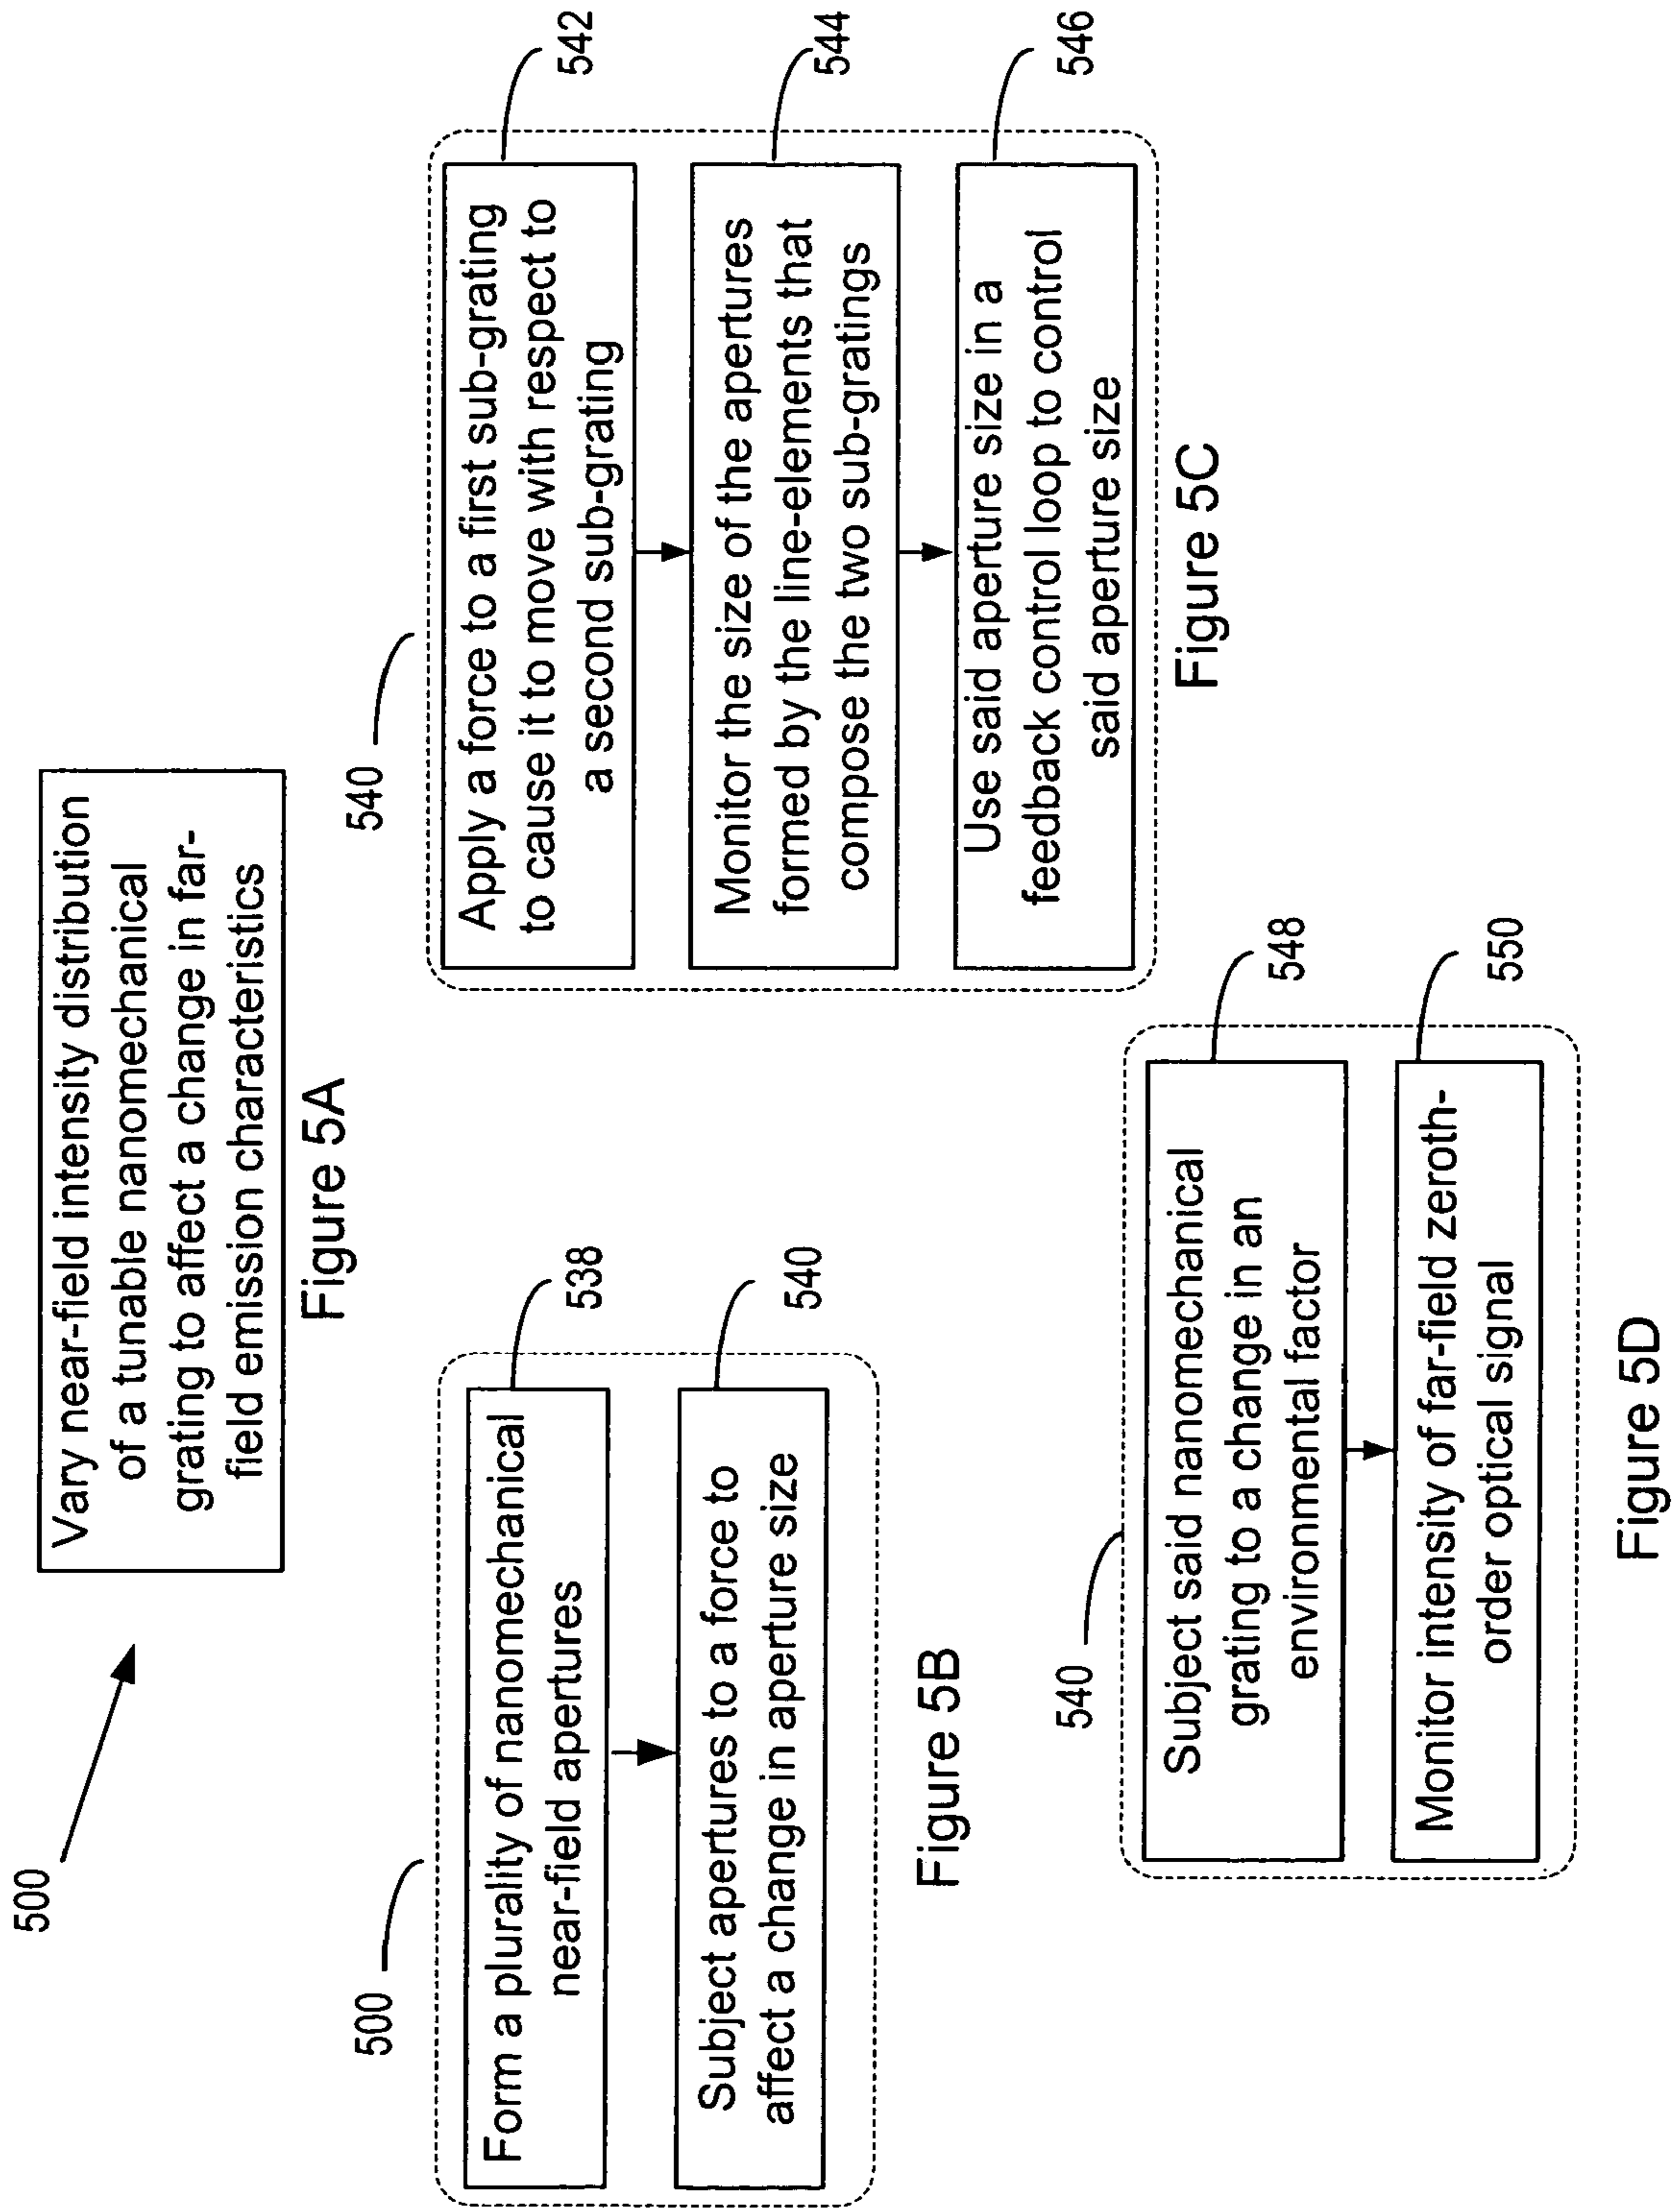 500
Vary near-field intensity distribution
of a tunable nanomechanical
grating to affect a change in far-
field emission characteristics
Figure 5A
500
Form a plurality of nanomechanical
near-field apertures
538
Subject apertures to a force to
affect a change in aperture size
540
Figure 5B
540
Apply a force to a first sub-grating
to cause it to move with respect to
a second sub-grating
542
Monitor the size of the apertures
formed by the line-elements that
compose the two sub-gratings
544
Use said aperture size in a
feedback control loop to control
said aperture size
546
Figure 5C
540
Subject said nanomechanical
grating to a change in an
environmental factor
548
Monitor intensity of far-field zeroth-
order optical signal
550
Figure 5D